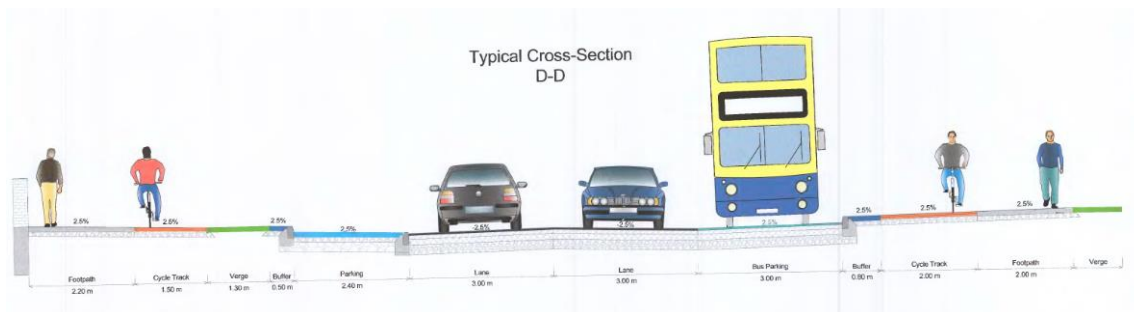 Typical Cross-Section
D-D
2.5%
2.5%
2.5%
2.5%
-2.5%
-2.5%
2.5%
2.5%
2.5%
2.5%
Footpath
2.20 m
Cycle Track
1.50 m
Verge
1.30 m
Buffer
0.50 m
Parking
2.40 m
Lane
3.00 m
Lane
3.00 m
Bus Parking
3.00 m
Buffer
0.80 m
Cycle Track
2.00 m
Footpath
2.00 m
Verge